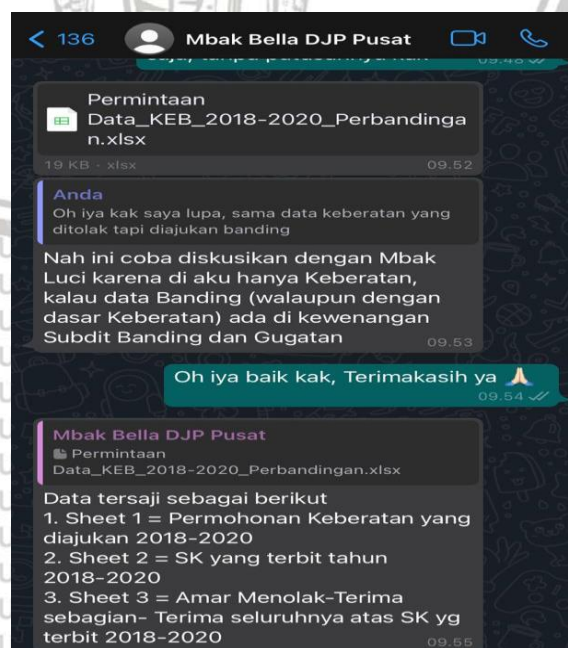 136
Mbak Bella DJP Pusat
09.48
Permintaan
Data_KEB_2018-2020_Perbandinga
n.xlsx
19 KB · xlsx
09.52
Anda
Oh iya kak saya lupa, sama data keberatan yang
ditolak tapi diajukan banding
Nah ini coba diskusikan dengan Mbak
Luci karena di aku hanya Keberatan,
kalau data Banding (walaupun dengan
dasar Keberatan) ada di kewenangan
Subdit Banding dan Gugatan
09.53
Oh iya baik kak, Terimakasih ya 🙏🏻
09.54
Mbak Bella DJP Pusat
Permintaan
Data_KEB_2018-2020_Perbandingan.xlsx
Data tersaji sebagai berikut
1. Sheet 1 = Permohonan Keberatan yang
diajukan 2018-2020
2. Sheet 2 = SK yang terbit tahun
2018-2020
3. Sheet 3 = Amar Menolak-Terima
sebagian- Terima seluruhnya atas SK yg
terbit 2018-2020
09.55